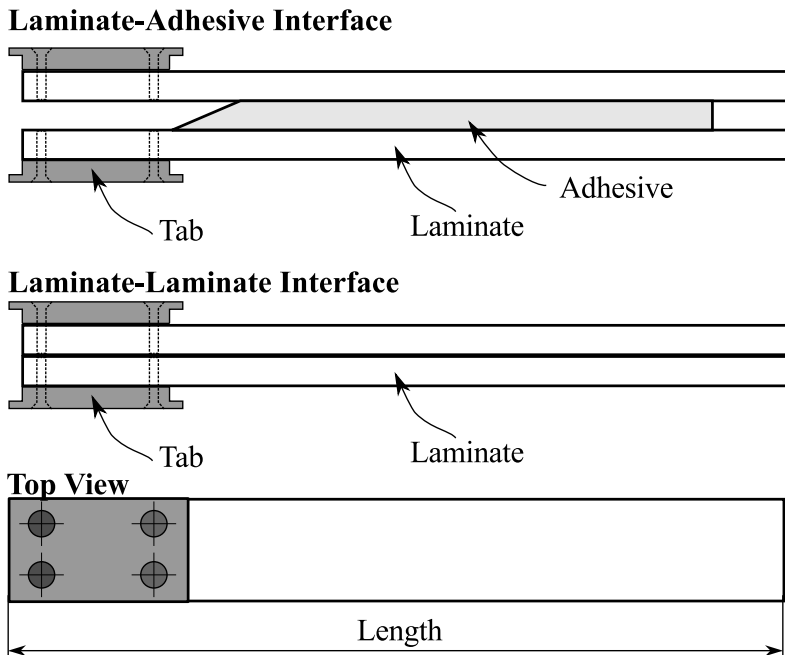 Laminate-Adhesive Interface
Adhesive
Laminate
Tab
Laminate-Laminate Interface
Laminate
Tab
Top View
Length